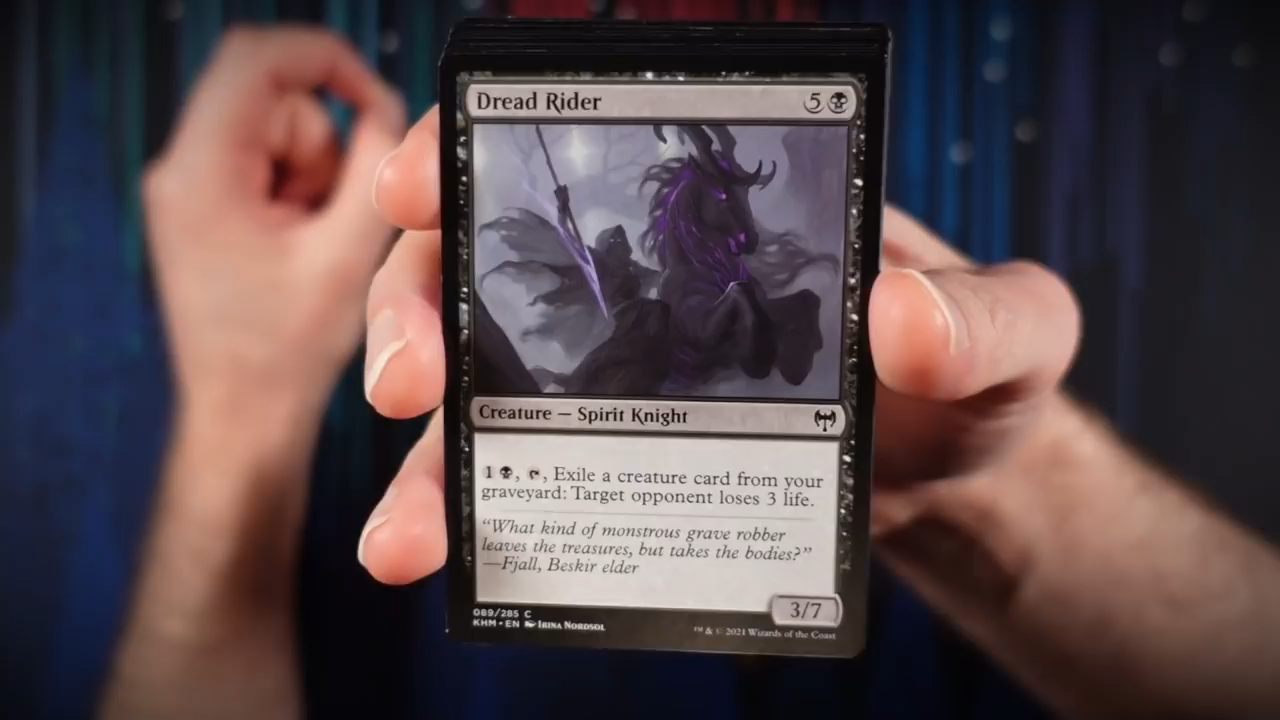 Dread Rider 5
Creature — Spirit Knight
1 , , Exile a creature card from your
graveyard: Target opponent loses 3 life.
“What kind of monstrous grave robber
leaves the treasures, but takes the bodies?”
—Fjall, Beskir elder
3/7
089/285 C
KHM • EN Irina Nordsol
™ & © 2021 Wizards of the Coast